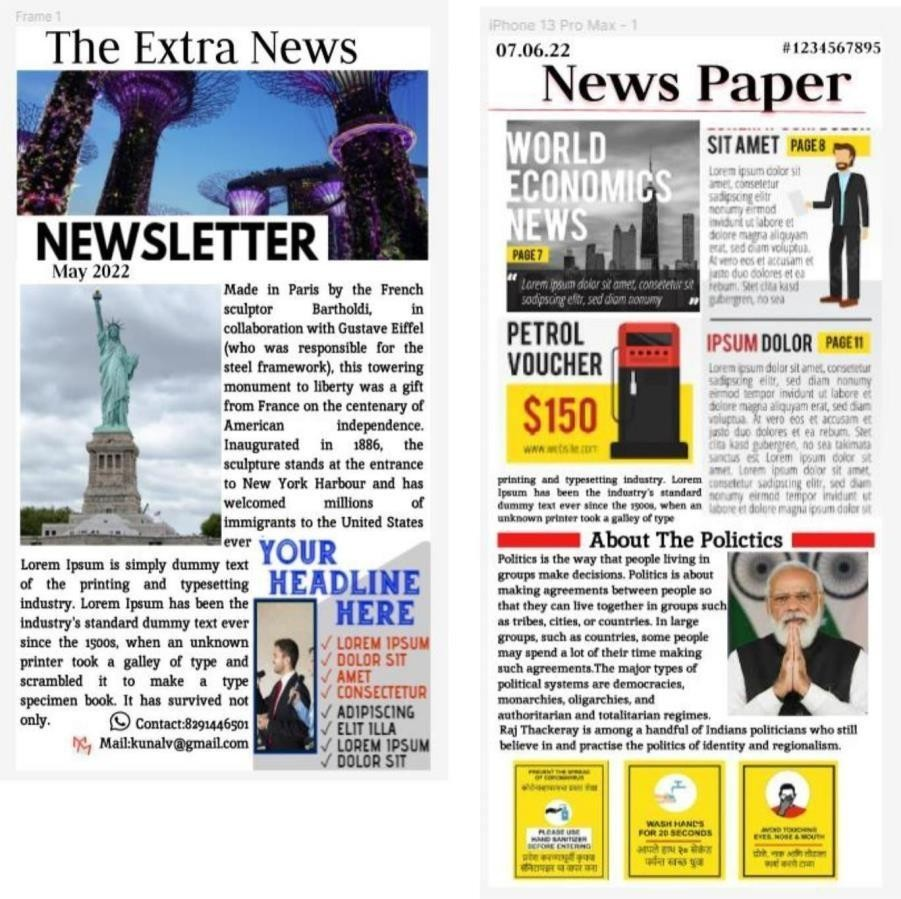 Frame 1
The Extra News
NEWSLETTER
May 2022
Made in Paris by the French
sculptor Bartholdi, in
collaboration with Gustave Eiffel
(who was responsible for the
steel framework), this towering
monument to liberty was a gift
from France on the centenary of
American independence.
Inaugurated in 1886, the
sculpture stands at the entrance
to New York Harbour and has
welcomed millions of
immigrants to the United States
ever
Lorem Ipsum is simply dummy text
of the printing and typesetting
industry. Lorem Ipsum has been the
industry's standard dummy text ever
since the 1500s, when an unknown
printer took a galley of type and
scrambled it to make a type
specimen book. It has survived not
only.
Contact:8291446501
Mail:kunalv@gmail.com
YOUR
HEADLINE
HERE
✓ LOREM IPSUM
✓ DOLOR SIT
✓ AMET
✓ CONSECTETUR
✓ ADIPISCING
✓ ELIT ILLA
✓ LOREM IPSUM
✓ DOLOR SIT
iPhone 13 Pro Max - 1
07.06.22
#1234567895
News Paper
WORLD
ECONOMICS
NEWS
PAGE 7
“ Lorem ipsum dolor sit amet, consetetur sit
sadipscing elitr, sed diam nonumy ”
PETROL
VOUCHER
$150
www.website.com
printing and typesetting industry. Lorem
Ipsum has been the industry's standard
dummy text ever since the 1500s, when an
unknown printer took a galley of type
SIT AMET PAGE 8
Lorem ipsum dolor sit
amet, consetetur
sadipscing elitr
nonumy eirmod
invidunt ut labore et
dolore magna aliquyam
erat, sed diam voluptua.
At vero eos et accusam et
justo duo dolores et ea
rebum. Stet clita kasd
gubergren, no sea
IPSUM DOLOR PAGE 11
Lorem ipsum dolor sit amet, consetetur
sadipscing elitr, sed diam nonumy
eirmod tempor invidunt ut labore et
dolore magna aliquyam erat, sed diam
voluptua. At vero eos et accusam et
justo duo dolores et ea rebum. Stet
clita kasd gubergren, no sea takimata
sanctus est Lorem ipsum dolor sit
amet. Lorem ipsum dolor sit amet,
consetetur sadipscing elitr, sed diam
nonumy eirmod tempor invidunt ut
labore et dolore magna ipsum dolor sit
About The Polictics
Politics is the way that people living in
groups make decisions. Politics is about
making agreements between people so
that they can live together in groups such
as tribes, cities, or countries. In large
groups, such as countries, some people
may spend a lot of their time making
such agreements.The major types of
political systems are democracies,
monarchies, oligarchies, and
authoritarian and totalitarian regimes.
Raj Thackeray is among a handful of Indians politicians who still
believe in and practise the politics of identity and regionalism.
PREVENT THE SPREAD
OF CORONAVIRUS
PLEASE USE
HAND SANITIZER
BEFORE ENTERING
प्रवेश करण्यापूर्वी कृपया
सॅनिटायझर चा वापर करा
WASH HAND'S
FOR 20 SECONDS
आपले हात २० सेकंद
पर्यंत स्वच्छ धुवा
AVOID TOUCHING
EYES, NOSE & MOUTH
डोळे, नाक आणि तोंडाला
स्पर्श करणे टाळा